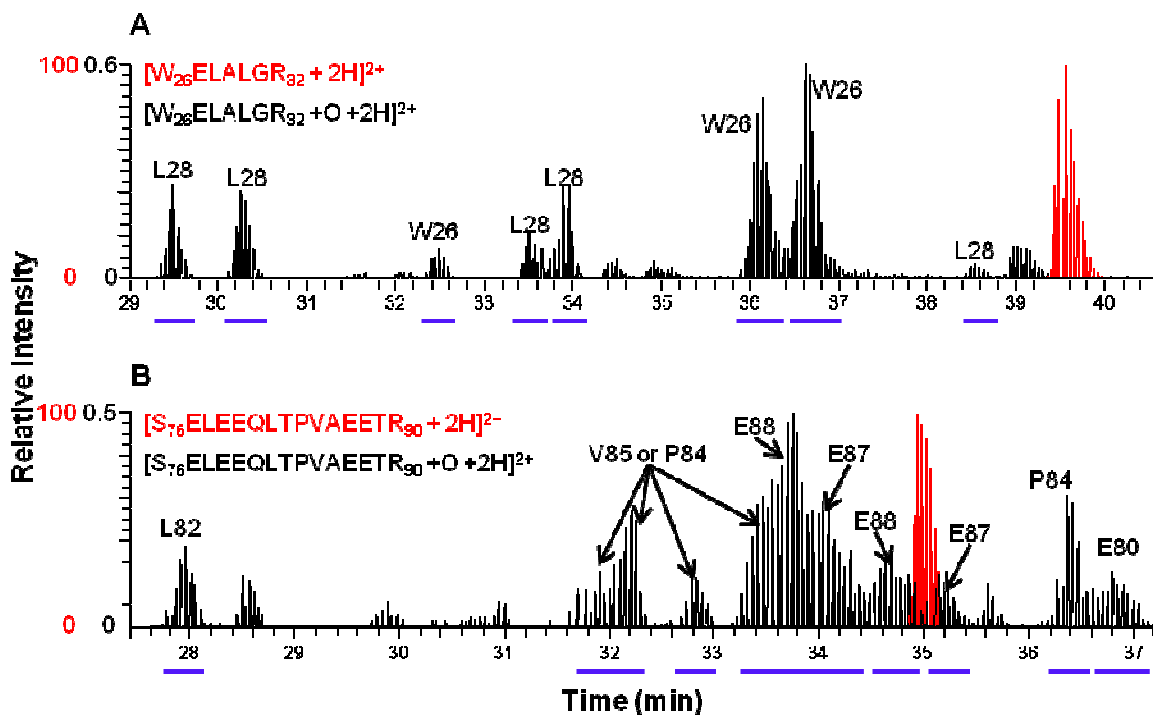 A
100 0.6
[W₂₆ELALGR₃₂ + 2H]²⁺
[W₂₆ELALGR₃₂ +O +2H]²⁺
L28
L28
W26
L28
L28
W26
W26
L28
0 0
29 30 31 32 33 34 35 36 37 38 39 40
Relative Intensity
B
100 0.5
[S₇₆ELEEQLTPVAEETR₉₀ + 2H]²⁻
[S₇₆ELEEQLTPVAEETR₉₀ +O +2H]²⁺
L82
V85 or P84
E88
E87
E88
E87
P84
E80
0 0
28 29 30 31 32 33 34 35 36 37
Time (min)